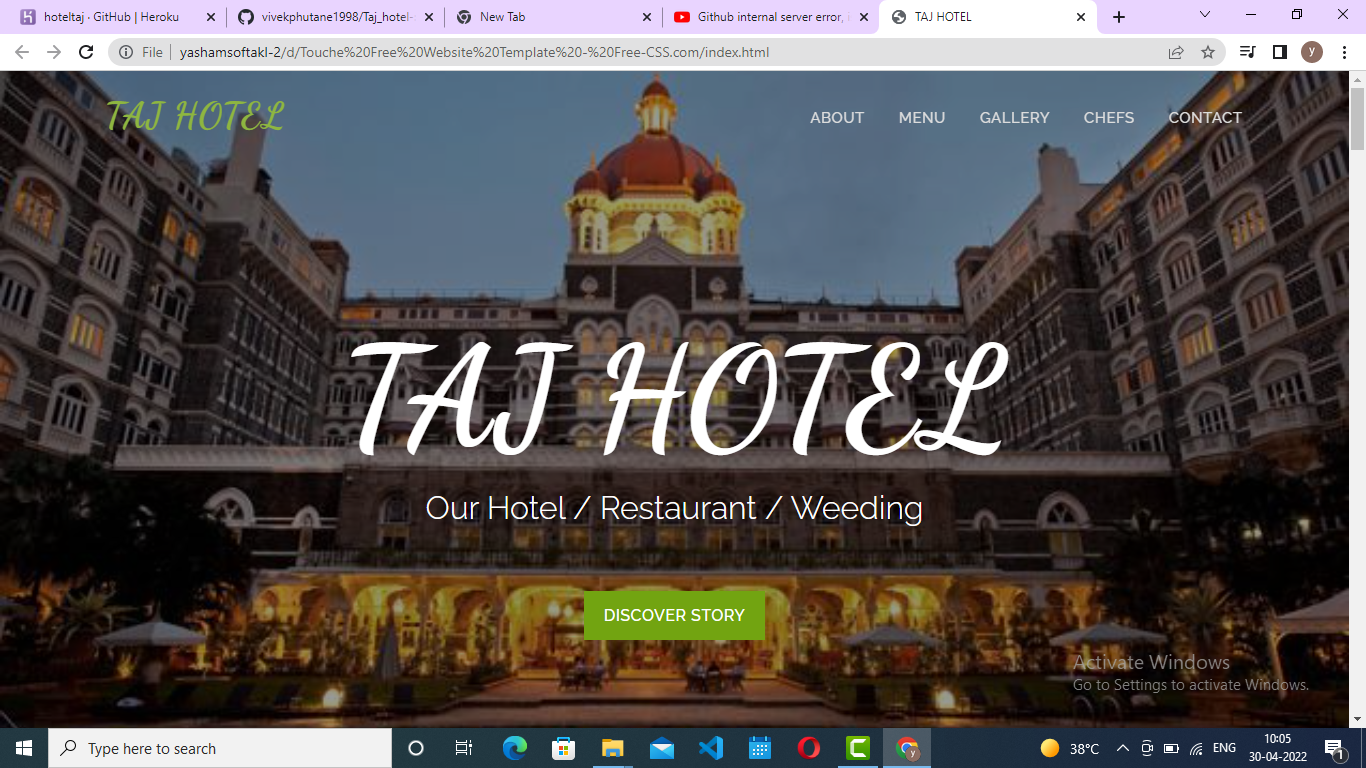 hoteltaj · GitHub | Heroku
vivekphutane1998/Taj_hotel-
New Tab
Github internal server error, i
TAJ HOTEL
File | yashamsoftakl-2/d/Touche%20Free%20Website%20Template%20-%20Free-CSS.com/index.html
y
TAJ HOTEL
ABOUT MENU GALLERY CHEFS CONTACT
TAJ HOTEL
Our Hotel / Restaurant / Weeding
DISCOVER STORY
Activate Windows
Go to Settings to activate Windows.
Type here to search
y
38°C
ENG
10:05
30-04-2022
1